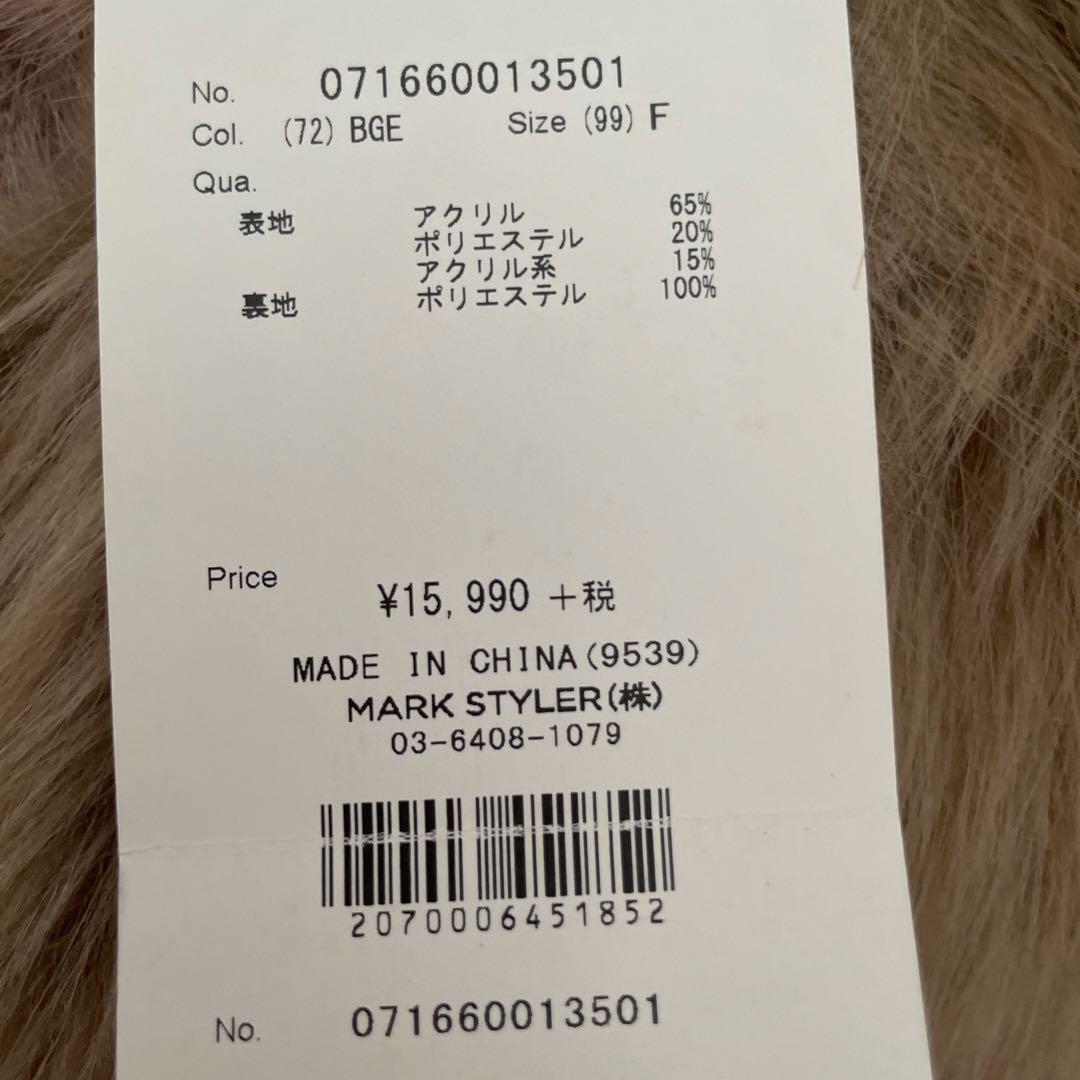 No. 071660013501
Col. (72) BGE Size (99) F
Qua.
表地 アクリル 65%
ポリエステル 20%
アクリル系 15%
裏地 ポリエステル 100%
Price ¥15,990 +税
MADE IN CHINA(9539)
MARK STYLER(株)
03-6408-1079
2070006451852
No. 071660013501